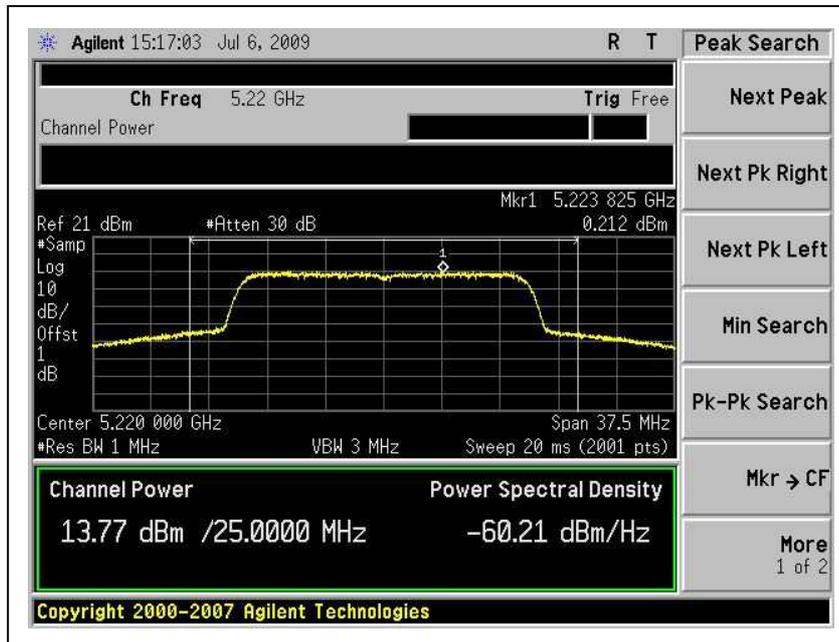 Agilent 15:17:03 Jul 6, 2009 R T
Peak Search
Ch Freq 5.22 GHz Trig Free
Channel Power
Mkr1 5.223 825 GHz
Ref 21 dBm #Atten 30 dB 0.212 dBm
#Samp
Log
10
dB/
Offst
1
dB
1
Center 5.220 000 GHz Span 37.5 MHz
#Res BW 1 MHz VBW 3 MHz Sweep 20 ms (2001 pts)
Channel Power Power Spectral Density
13.77 dBm /25.0000 MHz -60.21 dBm/Hz
Copyright 2000-2007 Agilent Technologies
Next Peak
Next Pk Right
Next Pk Left
Min Search
Pk-Pk Search
Mkr → CF
More
1 of 2